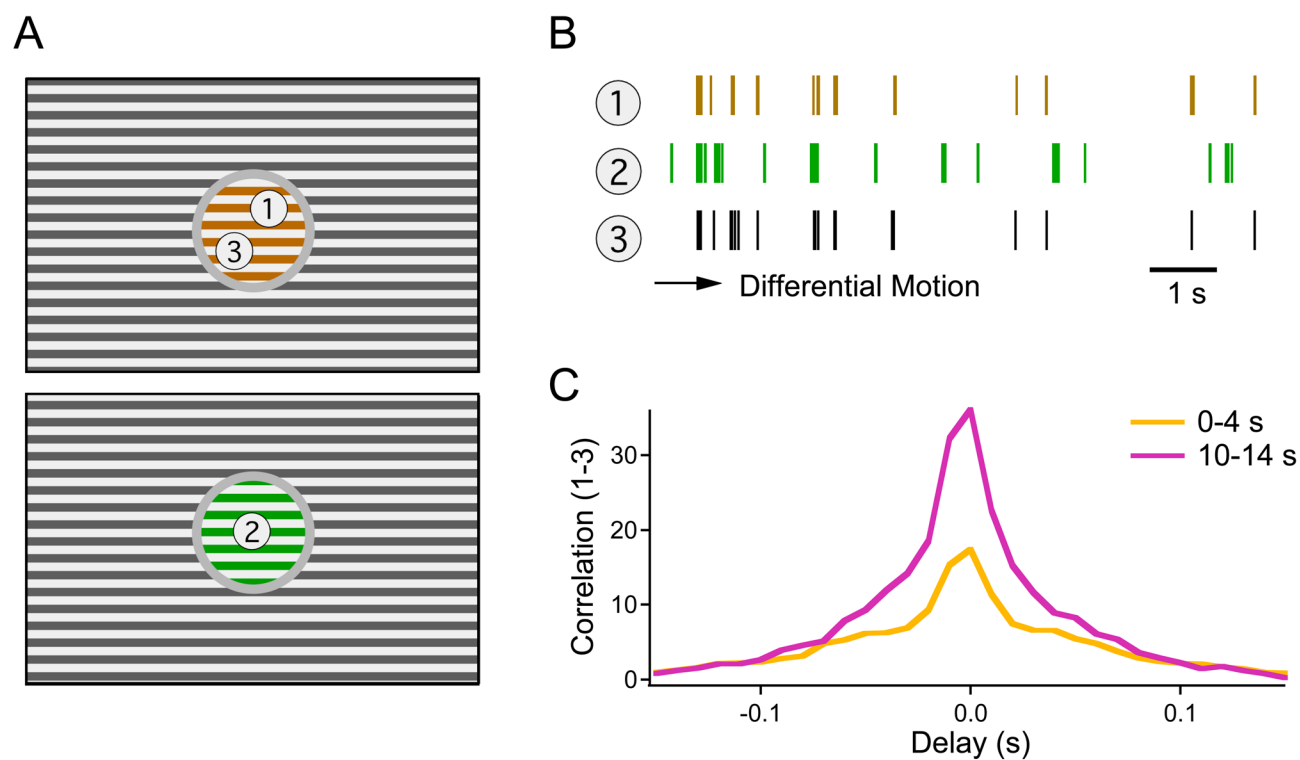 A
1
3
2
B
1
2
3
Differential Motion
1 s
C
Correlation (1-3)
30
20
10
0
-0.1
0.0
0.1
Delay (s)
0-4 s
10-14 s